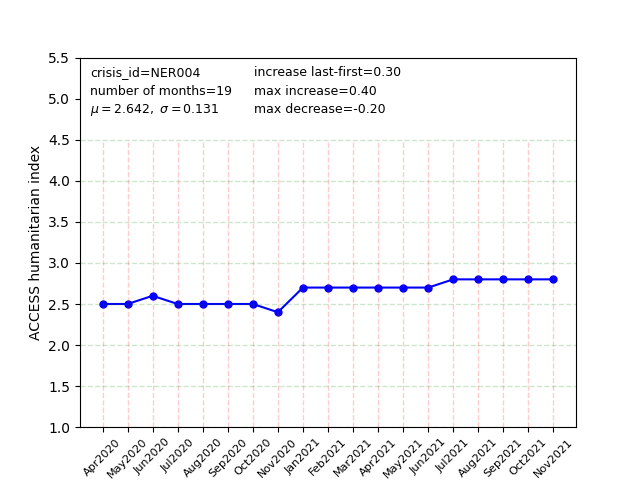 crisis_id=NER004
number of months=19
μ=2.642, σ=0.131
increase last-first=0.30
max increase=0.40
max decrease=-0.20
ACCESS humanitarian index
5.5
5.0
4.5
4.0
3.5
3.0
2.5
2.0
1.5
1.0
Apr2020
May2020
Jun2020
Jul2020
Aug2020
Sep2020
Oct2020
Nov2020
Jan2021
Feb2021
Mar2021
Apr2021
May2021
Jun2021
Jul2021
Aug2021
Sep2021
Oct2021
Nov2021